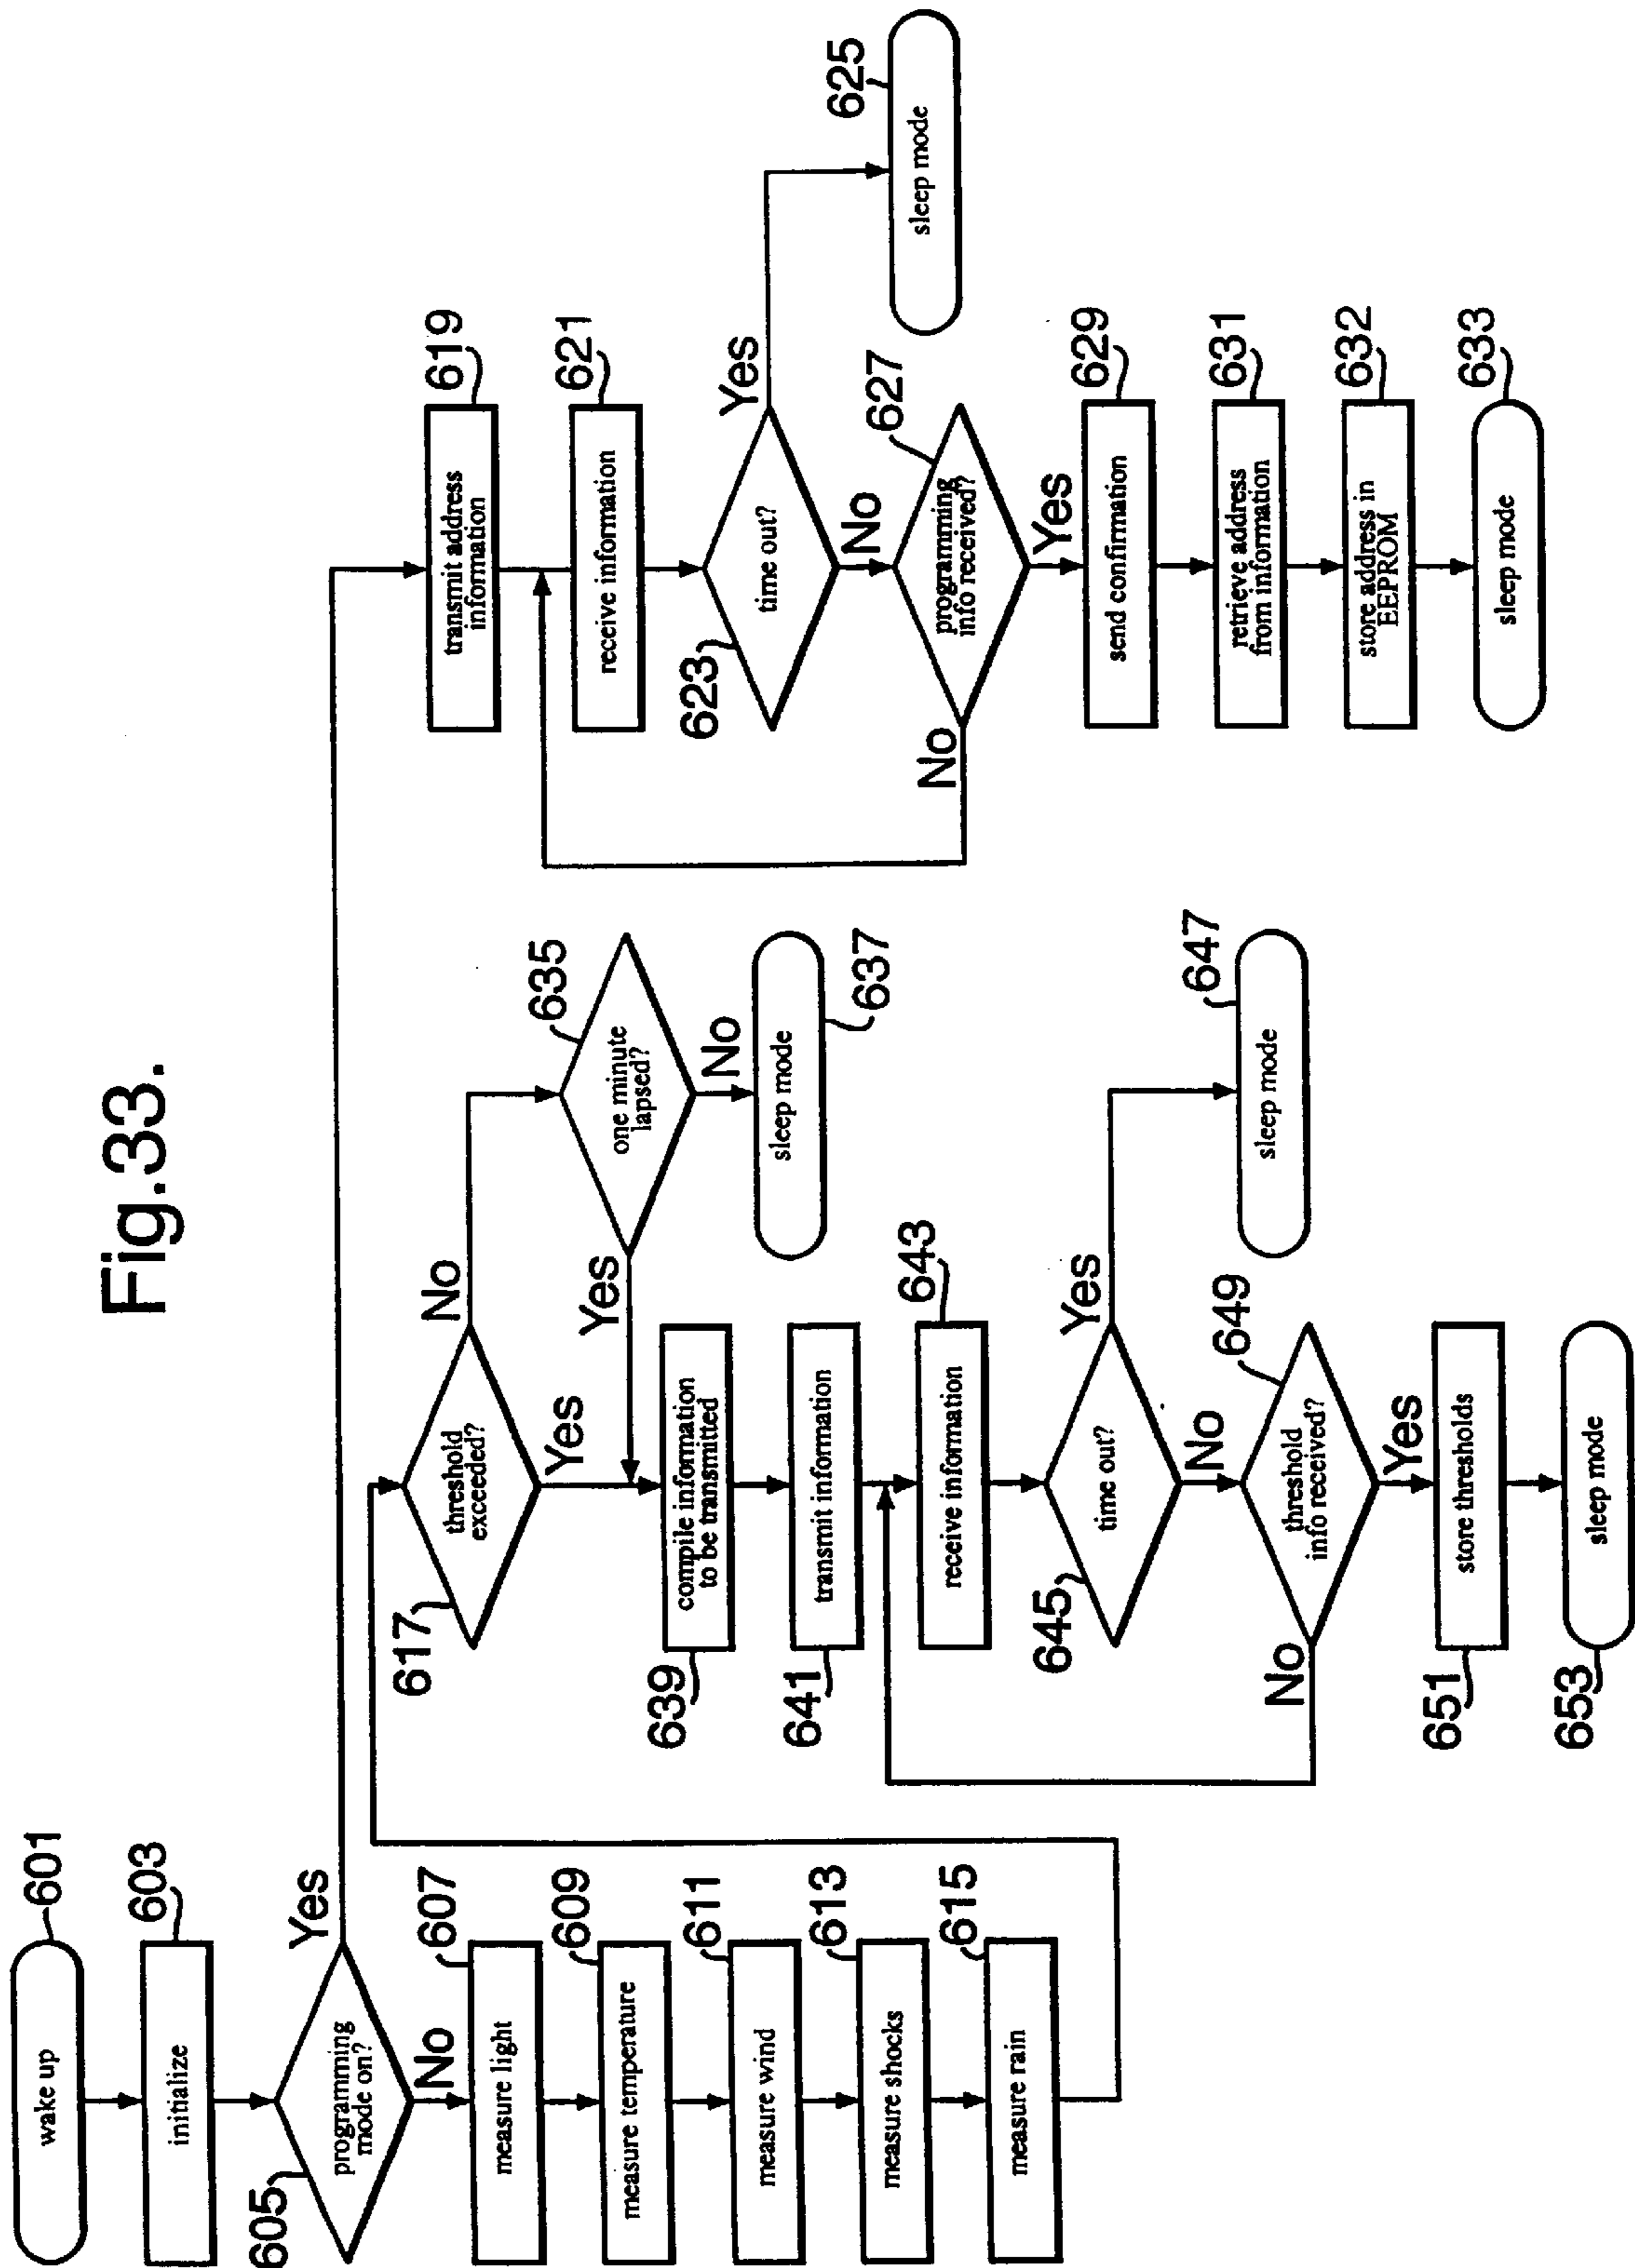 Fig.33.
wake up
601
initialize
603
programming
mode on?
605
Yes
No
measure light
607
measure temperature
609
measure wind
611
measure shocks
613
measure rain
615
threshold
exceeded?
617
No
Yes
one minute
lapsed?
635
Yes
No
sleep mode
637
compile information
to be transmitted
639
transmit information
641
receive information
643
time out?
645
Yes
No
sleep mode
647
threshold
info received?
649
No
Yes
store thresholds
651
sleep mode
653
transmit address
information
619
receive information
621
time out?
623
Yes
No
sleep mode
625
programming
info received?
627
No
Yes
send confirmation
629
retrieve address
from information
631
store address in
EEPROM
632
sleep mode
633